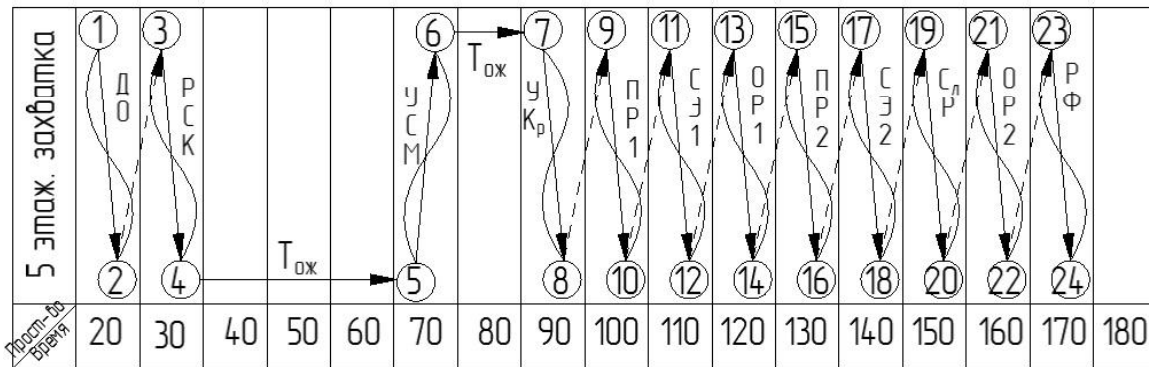 5 этаж. захватка
1 3 6 7 9 11 13 15 17 19 21 23
ДО
РСК
УСМ
Тож
УКр
ПР1
СЭ1
ОР1
ПР2
СЭ2
СлР
ОР2
РФ
Тож
2 4 5 8 10 12 14 16 18 20 22 24
Прост-во
Время
20 30 40 50 60 70 80 90 100 110 120 130 140 150 160 170 180